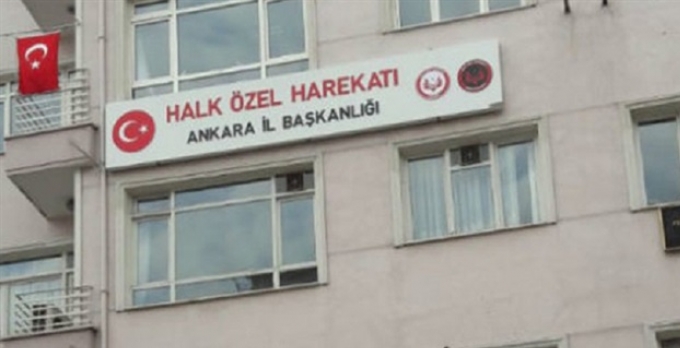 HALK ÖZEL HAREKATI
ANKARA İL BAŞKANLIĞI